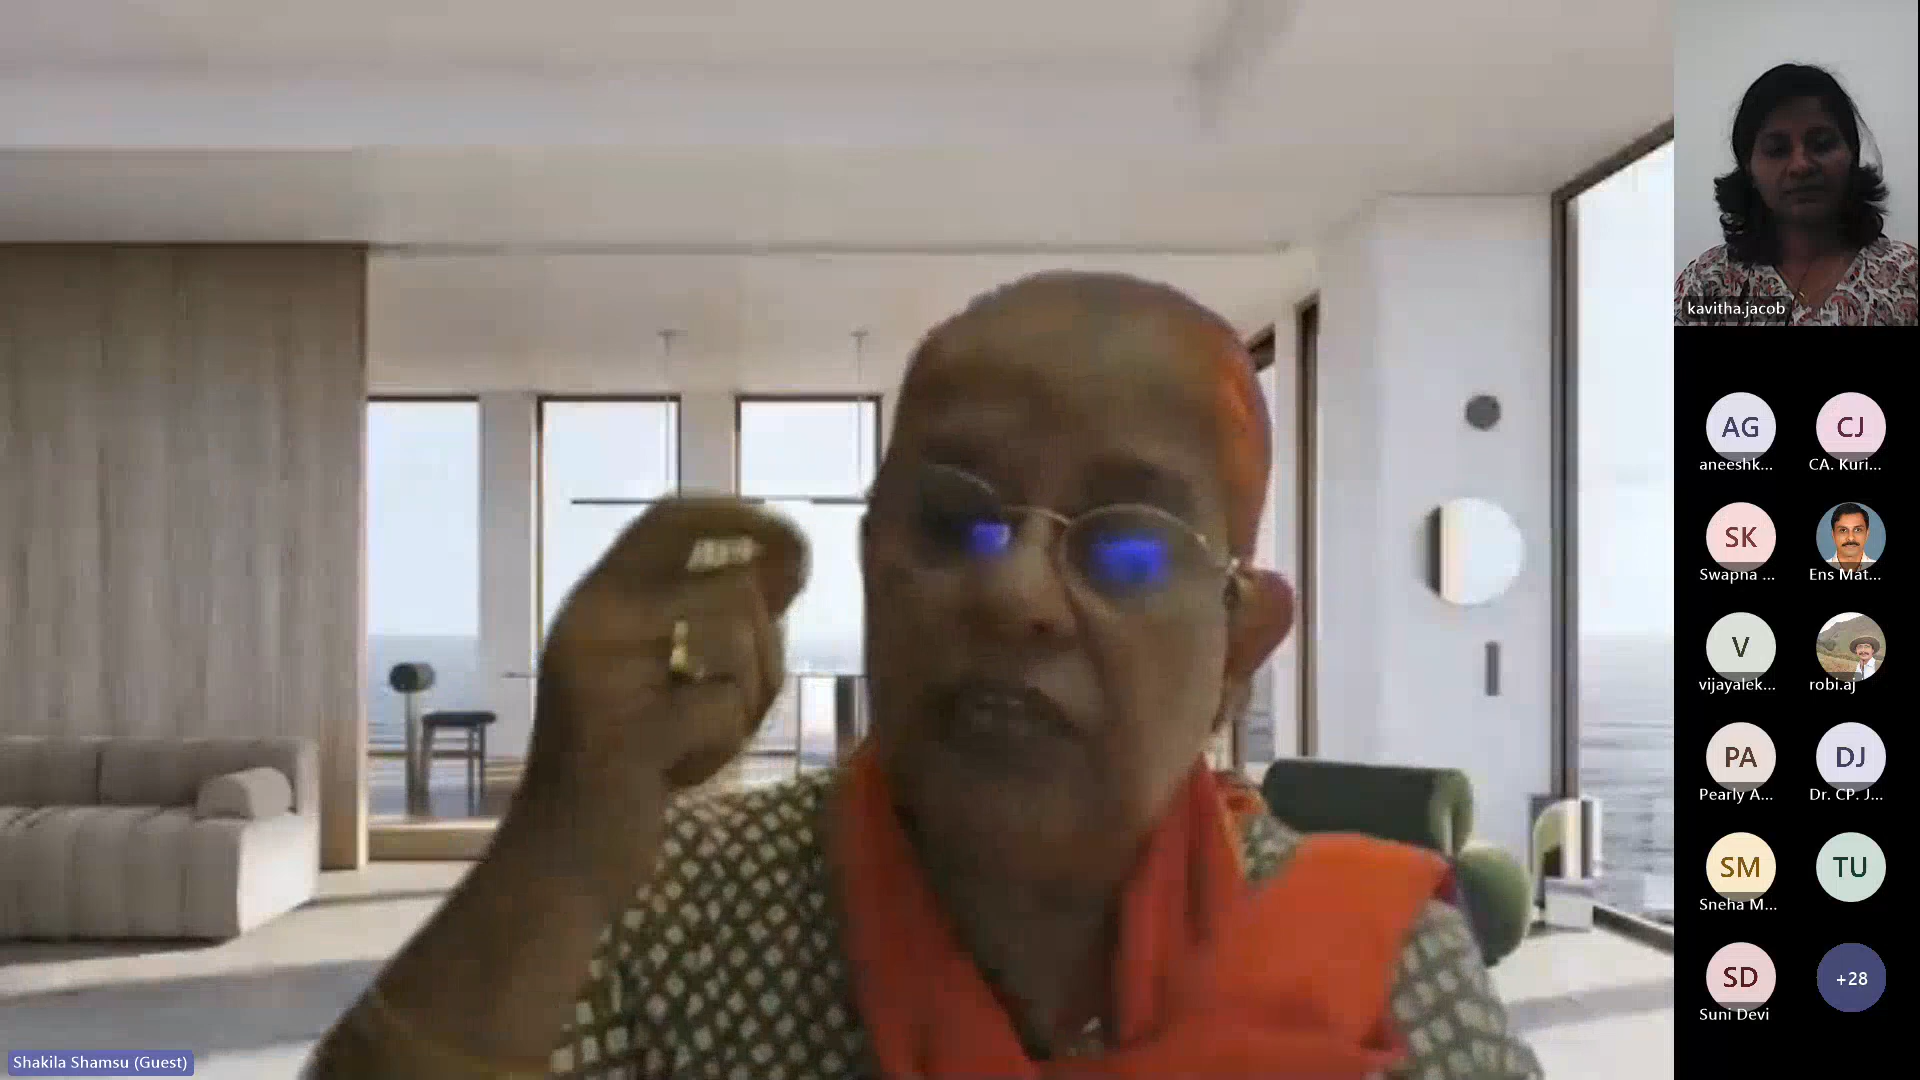 kavitha.jacob
AG
aneeshk...
CJ
CA. Kuri...
SK
Swapna ...
Ens Mat...
V
vijayalek...
robi.aj
PA
Pearly A...
DJ
Dr. CP. J...
SM
Sneha M...
TU
SD
Suni Devi
+28
Shakila Shamsu (Guest)